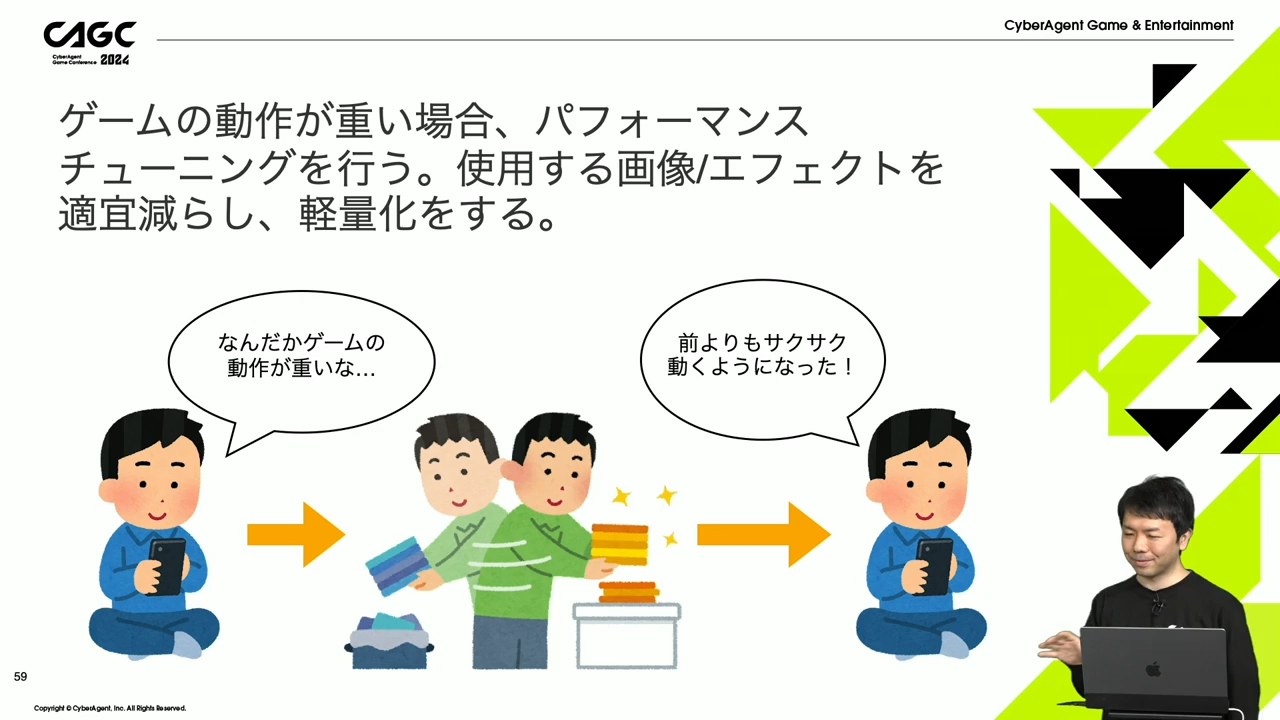 CAGC
CyberAgent
Game Conference 2024
CyberAgent Game & Entertainment
ゲームの動作が重い場合、パフォーマンス
チューニングを行う。使用する画像/エフェクトを
適宜減らし、軽量化をする。
なんだかゲームの
動作が重いな…
前よりもサクサク
動くようになった！
59
Copyright © CyberAgent, Inc. All Rights Reserved.